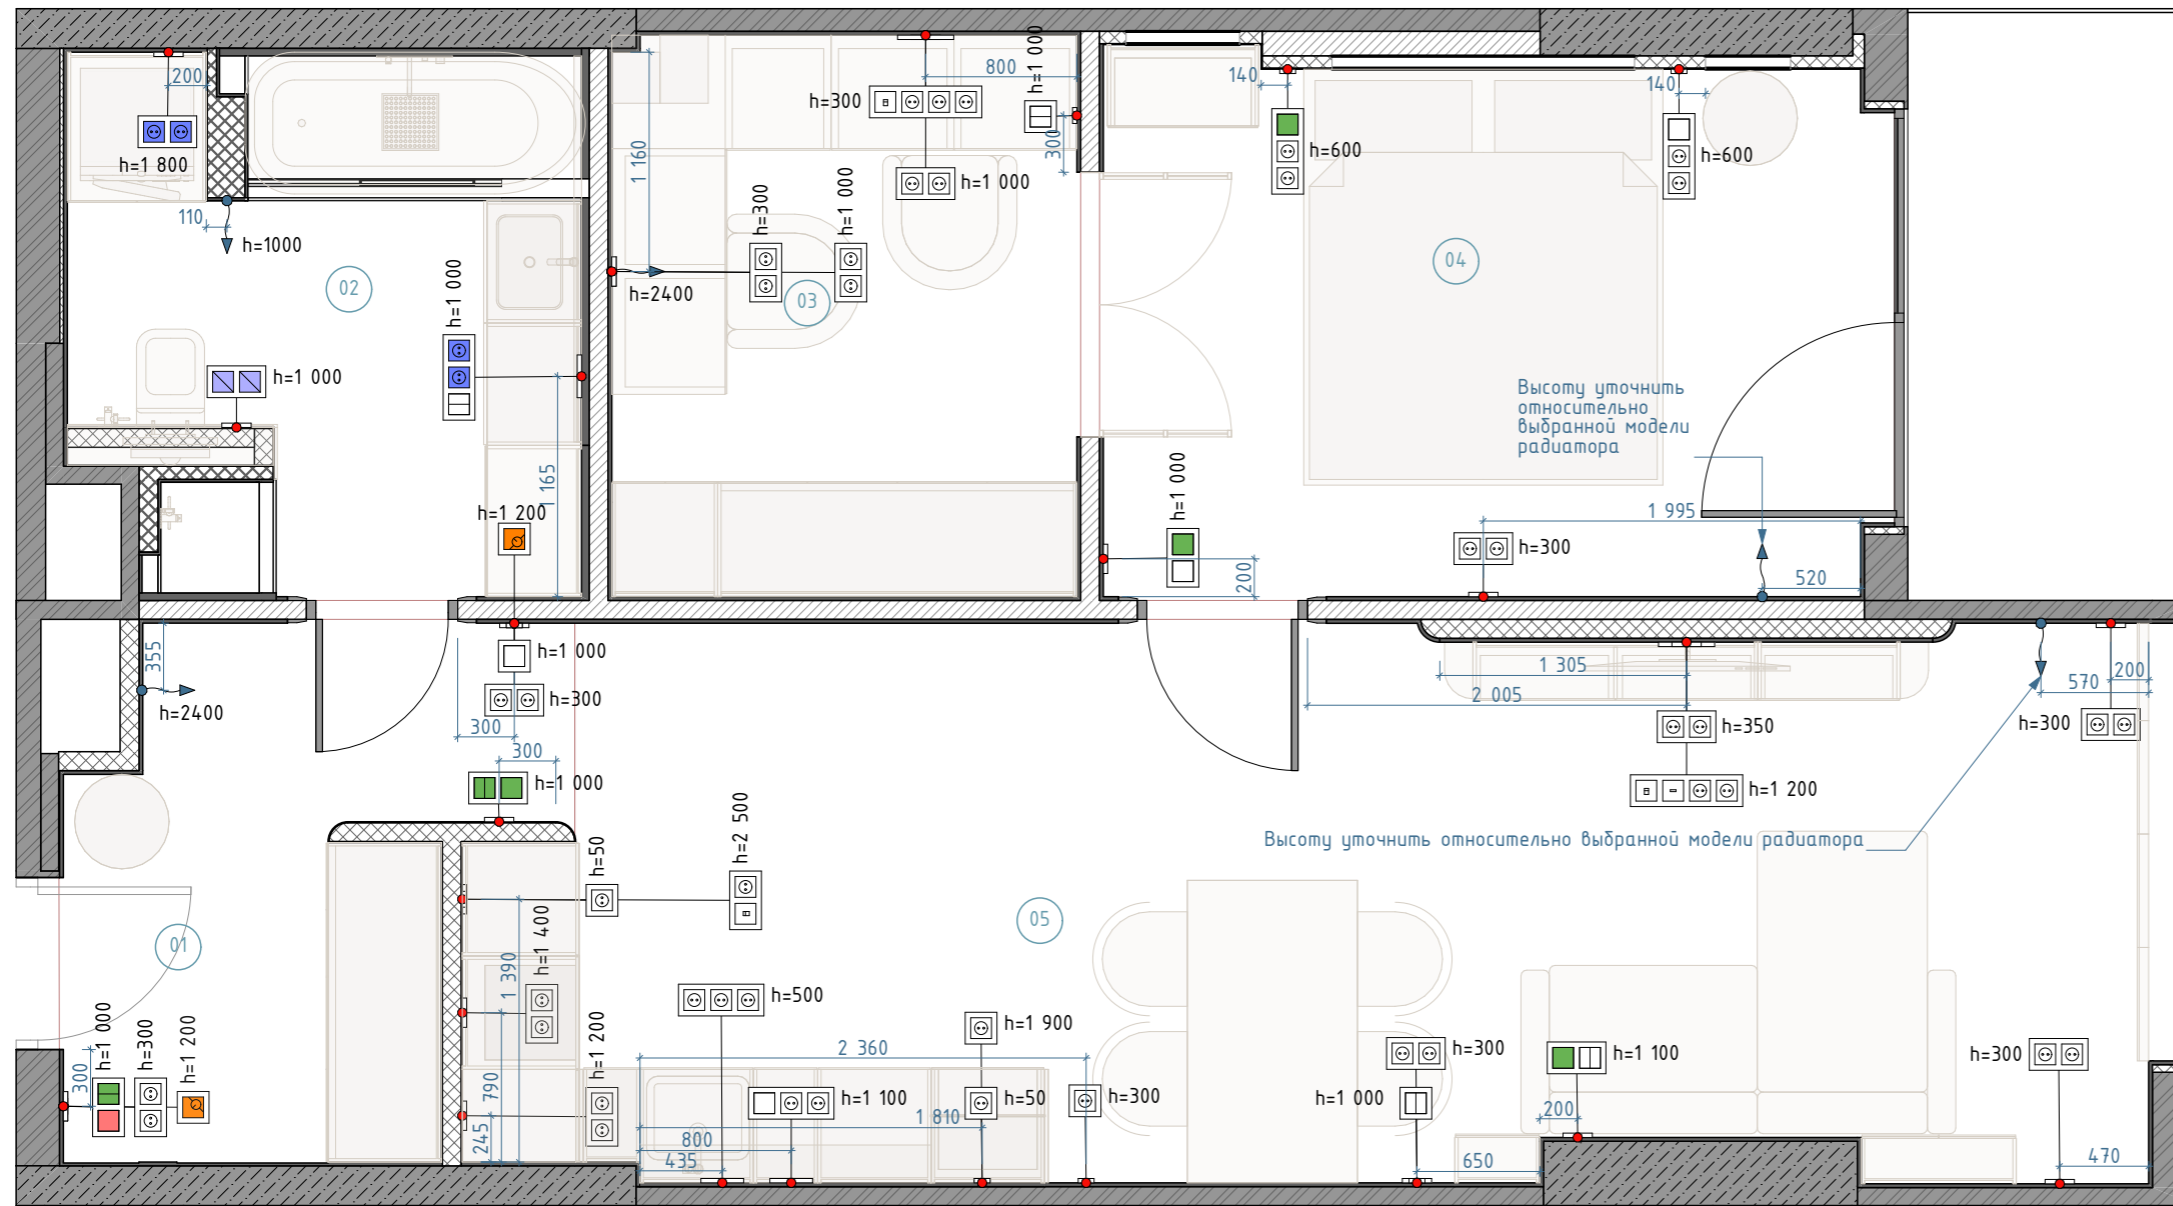 h=1 000
800
200
140
140
h=300
1 160
300
h=600
h=600
h=1 800
h=300
h=1 000
h=1 000
110
h=1000
04
02
h=1 000
h=2400
03
h=1 000
Высоту уточнить
относительно
выбранной модели
радиатора
1 165
h=1 000
h=1 200
1 995
h=300
200
520
355
h=1 000
1 305
200
570
h=2400
h=300
2 005
h=300
h=350
300
300
h=1 000
h=1 200
h=50
h=2 500
Высоту уточнить относительно выбранной модели радиатора
01
05
h=1 400
1 390
h=500
h=1 900
h=1 000
h=300
h=1 200
h=1 200
2 360
h=300
h=1 100
h=300
300
790
h=1 100
h=50
h=300
h=1 000
1 810
200
245
800
435
650
470